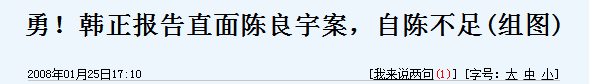 勇！韩正报告直面陈良宇案，自陈不足(组图)
2008年01月25日17:10 [我来说两句(1)] [字号：大 中 小]